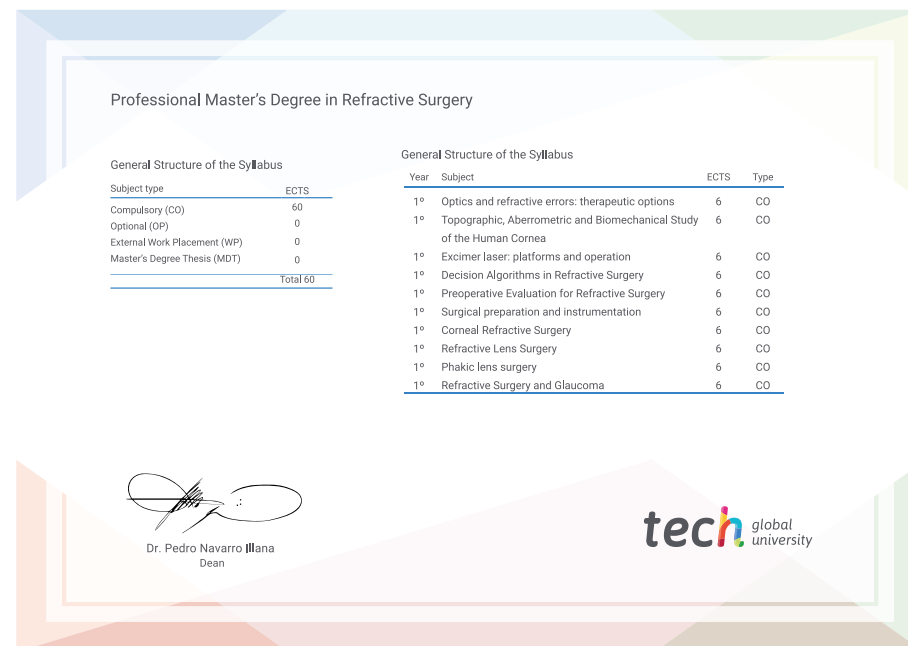 Professional Master's Degree in Refractive Surgery
General Structure of the Syllabus
Subject type ECTS
Compulsory (CO) 60
Optional (OP) 0
External Work Placement (WP) 0
Master's Degree Thesis (MDT) 0
Total 60
General Structure of the Syllabus
Year Subject ECTS Type
1º Optics and refractive errors: therapeutic options 6 CO
1º Topographic, Aberrometric and Biomechanical Study 6 CO
of the Human Cornea
1º Excimer laser: platforms and operation 6 CO
1º Decision Algorithms in Refractive Surgery 6 CO
1º Preoperative Evaluation for Refractive Surgery 6 CO
1º Surgical preparation and instrumentation 6 CO
1º Corneal Refractive Surgery 6 CO
1º Refractive Lens Surgery 6 CO
1º Phakic lens surgery 6 CO
1º Refractive Surgery and Glaucoma 6 CO
Dr. Pedro Navarro Illana
Dean
tech global
university